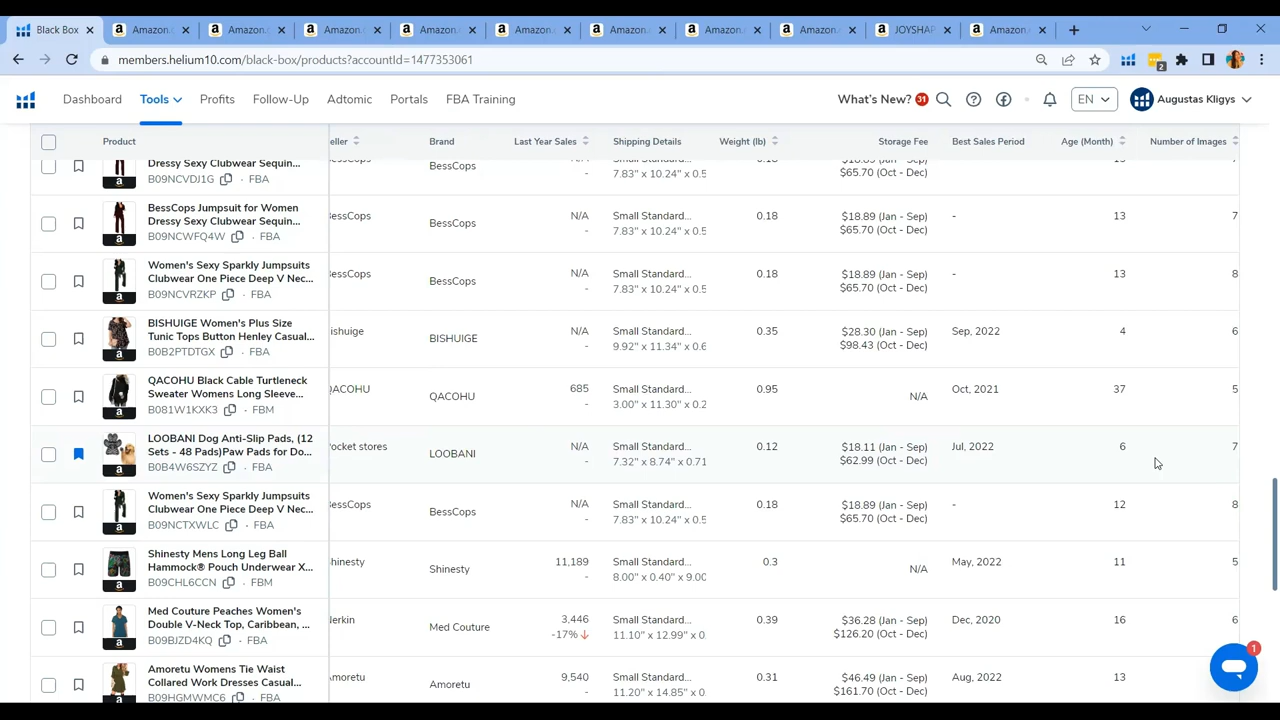 Black Box
Amazon.
Amazon.c
Amazon.c
Amazon.
Amazon.c
Amazon.
Amazon.
Amazon.
JOYSHAP
Amazon.
members.helium10.com/black-box/products?accountId=1477353061
2
Dashboard Tools Profits Follow-Up Adtomic Portals FBA Training
What's New? 31 EN Augustas Kligys
Product eller Brand Last Year Sales Shipping Details Weight (lb) Storage Fee Best Sales Period Age (Month) Number of Images
Dressy Sexy Clubwear Sequin...
B09NCVDJ1G · FBA
BessCops
7.83" x 10.24" x 0.5
$65.70 (Oct - Dec)
BessCops Jumpsuit for Women
Dressy Sexy Clubwear Sequin...
B09NCWFQ4W · FBA
BessCops BessCops N/A Small Standard... 0.18 $18.89 (Jan - Sep) - 13 7
- 7.83" x 10.24" x 0.5 $65.70 (Oct - Dec)
Women's Sexy Sparkly Jumpsuits
Clubwear One Piece Deep V Nec...
B09NCVRZKP · FBA
BessCops BessCops N/A Small Standard... 0.18 $18.89 (Jan - Sep) - 13 8
- 7.83" x 10.24" x 0.5 $65.70 (Oct - Dec)
BISHUIGE Women's Plus Size
Tunic Tops Button Henley Casual...
B0B2PTDTGX · FBA
ishuige BISHUIGE N/A Small Standard... 0.35 $28.30 (Jan - Sep) Sep, 2022 4 6
- 9.92" x 11.34" x 0.6 $98.43 (Oct - Dec)
QACOHU Black Cable Turtleneck
Sweater Womens Long Sleeve...
B081W1KXK3 · FBM
QACOHU QACOHU 685 Small Standard... 0.95 N/A Oct, 2021 37 5
- 3.00" x 11.30" x 0.2
LOOBANI Dog Anti-Slip Pads, (12
Sets - 48 Pads)Paw Pads for Do...
B0B4W6SZYZ · FBA
ocket stores LOOBANI N/A Small Standard... 0.12 $18.11 (Jan - Sep) Jul, 2022 6 7
- 7.32" x 8.74" x 0.71 $62.99 (Oct - Dec)
Women's Sexy Sparkly Jumpsuits
Clubwear One Piece Deep V Nec...
B09NCTXWLC · FBA
BessCops BessCops N/A Small Standard... 0.18 $18.89 (Jan - Sep) - 12 8
- 7.83" x 10.24" x 0.5 $65.70 (Oct - Dec)
Shinesty Mens Long Leg Ball
Hammock® Pouch Underwear X...
B09CHL6CCN · FBM
hinesty Shinesty 11,189 Small Standard... 0.3 N/A May, 2022 11 5
- 8.00" x 0.40" x 9.00
Med Couture Peaches Women's
Double V-Neck Top, Caribbean, ...
B09BJZD4KQ · FBA
erkin Med Couture 3,446 Small Standard... 0.39 $36.28 (Jan - Sep) Dec, 2020 16 6
-17% 11.10" x 12.99" x 0 $126.20 (Oct - Dec)
Amoretu Womens Tie Waist
Collared Work Dresses Casual...
B09HGMWMC6 · FBA
moretu Amoretu 9,540 Small Standard... 0.31 $46.49 (Jan - Sep) Aug, 2022 13
- 11.20" x 14.85" x 0 $161.70 (Oct - Dec)
1